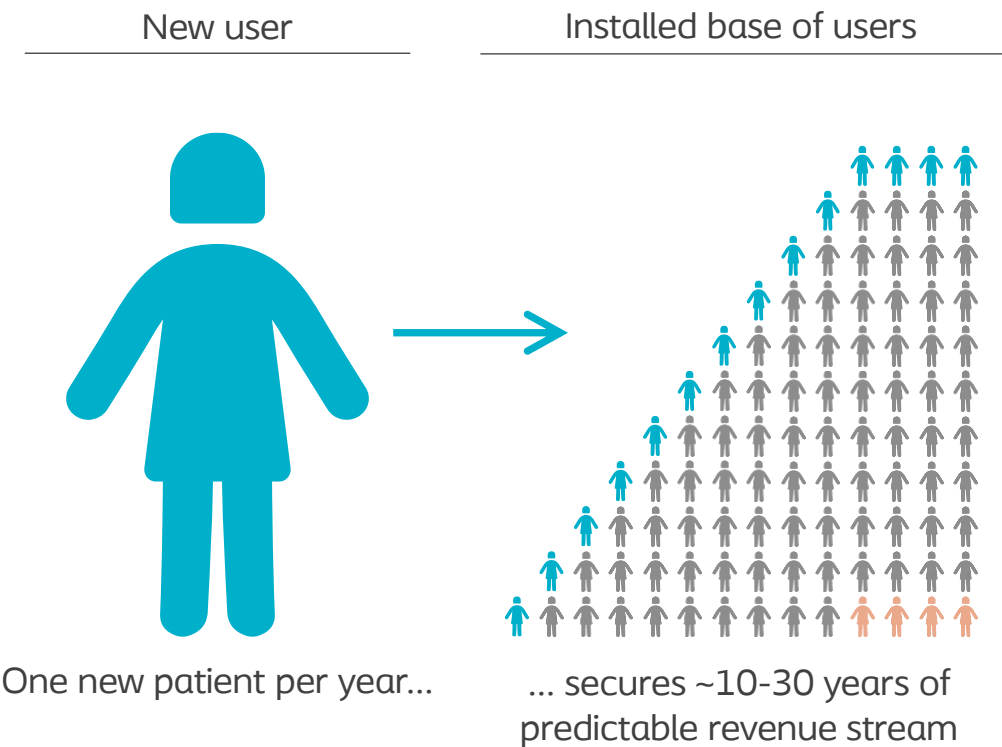 New user
Installed base of users
One new patient per year...
... secures ~10-30 years of
predictable revenue stream